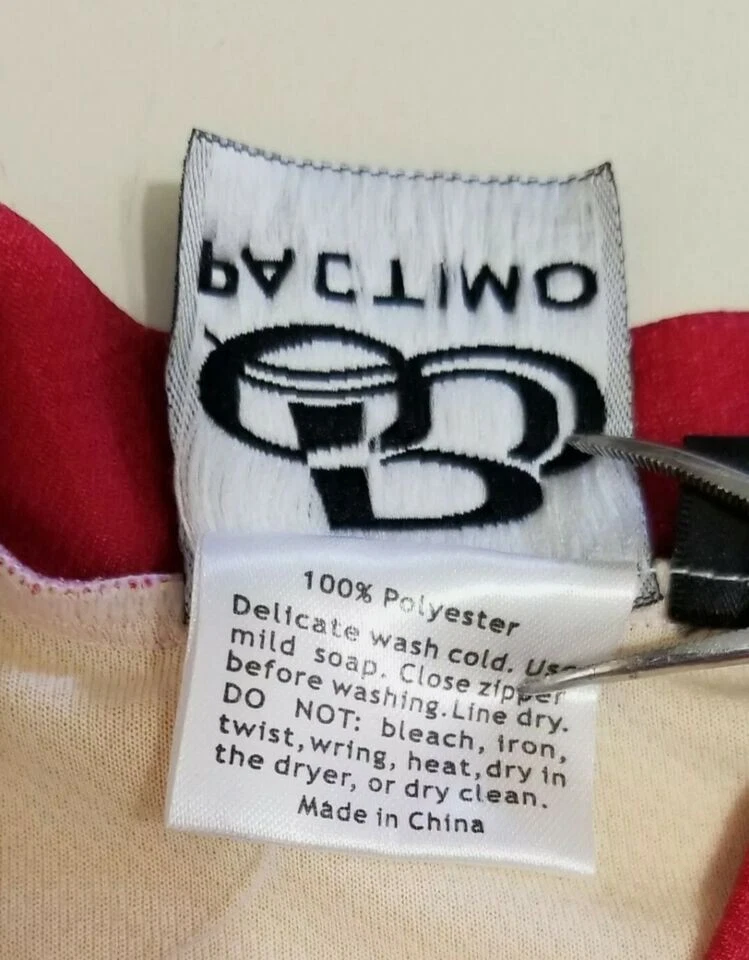 PACTIMO
100% Polyester
Delicate wash cold. Use
mild soap. Close zipper
before washing.Line dry.
DO NOT: bleach, iron,
twist,wring, heat,dry in
the dryer, or dry clean.
Made in China